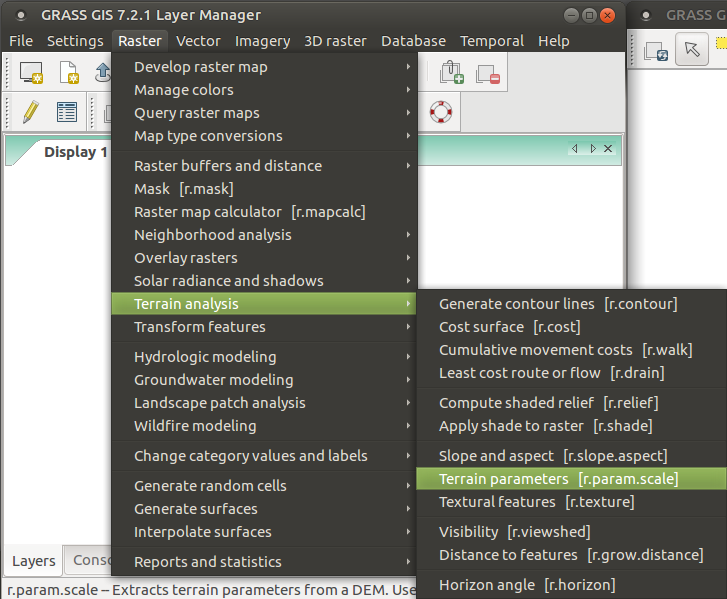 GRASS GIS 7.2.1 Layer Manager
GRASS G
File Settings Raster Vector Imagery 3D raster Database Temporal Help
Display 1
Develop raster map
Manage colors
Query raster maps
Map type conversions
Raster buffers and distance
Mask [r.mask]
Raster map calculator [r.mapcalc]
Neighborhood analysis
Overlay rasters
Solar radiance and shadows
Terrain analysis
Transform features
Hydrologic modeling
Groundwater modeling
Landscape patch analysis
Wildfire modeling
Change category values and labels
Generate random cells
Generate surfaces
Interpolate surfaces
Reports and statistics
Generate contour lines [r.contour]
Cost surface [r.cost]
Cumulative movement costs [r.walk]
Least cost route or flow [r.drain]
Compute shaded relief [r.relief]
Apply shade to raster [r.shade]
Slope and aspect [r.slope.aspect]
Terrain parameters [r.param.scale]
Textural features [r.texture]
Visibility [r.viewshed]
Distance to features [r.grow.distance]
Horizon angle [r.horizon]
Layers Conso
r.param.scale – Extracts terrain parameters from a DEM. Use